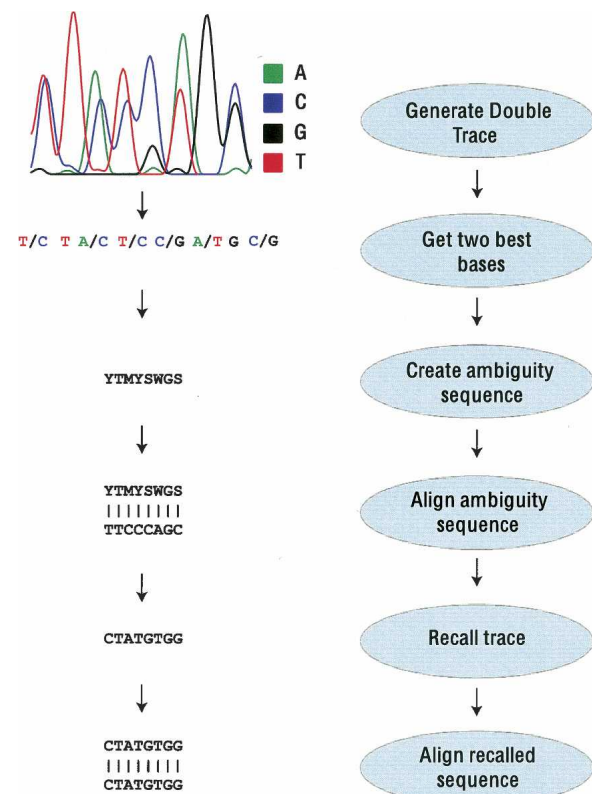 A
C
G
T
Generate Double
Trace
T/C T A/C T/C C/G A/T G C/G
Get two best
bases
YTMYSWGS
Create ambiguity
sequence
YTMYSWGS
TTCCCAGC
Align ambiguity
sequence
CTATGTGG
Recall trace
CTATGTGG
CTATGTGG
Align recalled
sequence